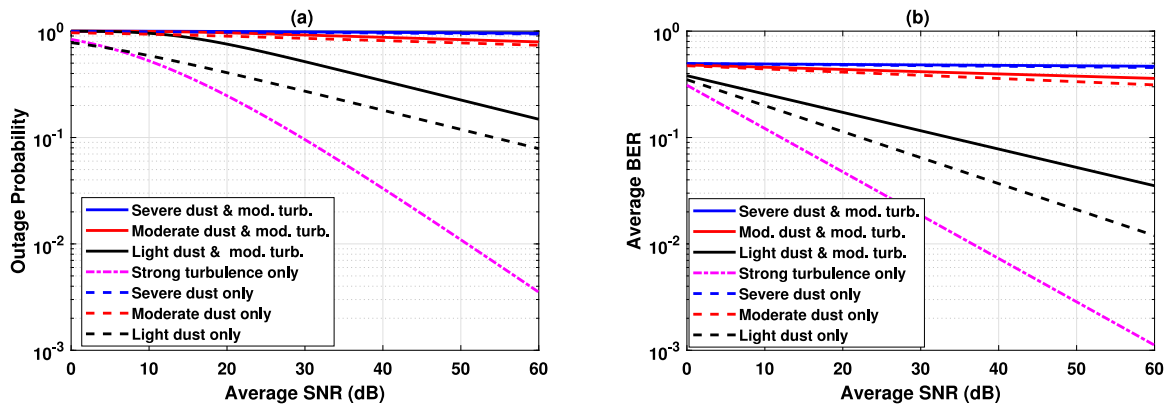 (a)
Outage Probability
10^0
10^-1
10^-2
10^-3
Severe dust & mod. turb.
Moderate dust & mod. turb.
Light dust & mod. turb.
Strong turbulence only
Severe dust only
Moderate dust only
Light dust only
0 10 20 30 40 50 60
Average SNR (dB)
(b)
Average BER
10^0
10^-1
10^-2
10^-3
Severe dust & mod. turb.
Mod. dust & mod. turb.
Light dust & mod. turb.
Strong turbulence only
Severe dust only
Moderate dust only
Light dust only
0 10 20 30 40 50 60
Average SNR (dB)